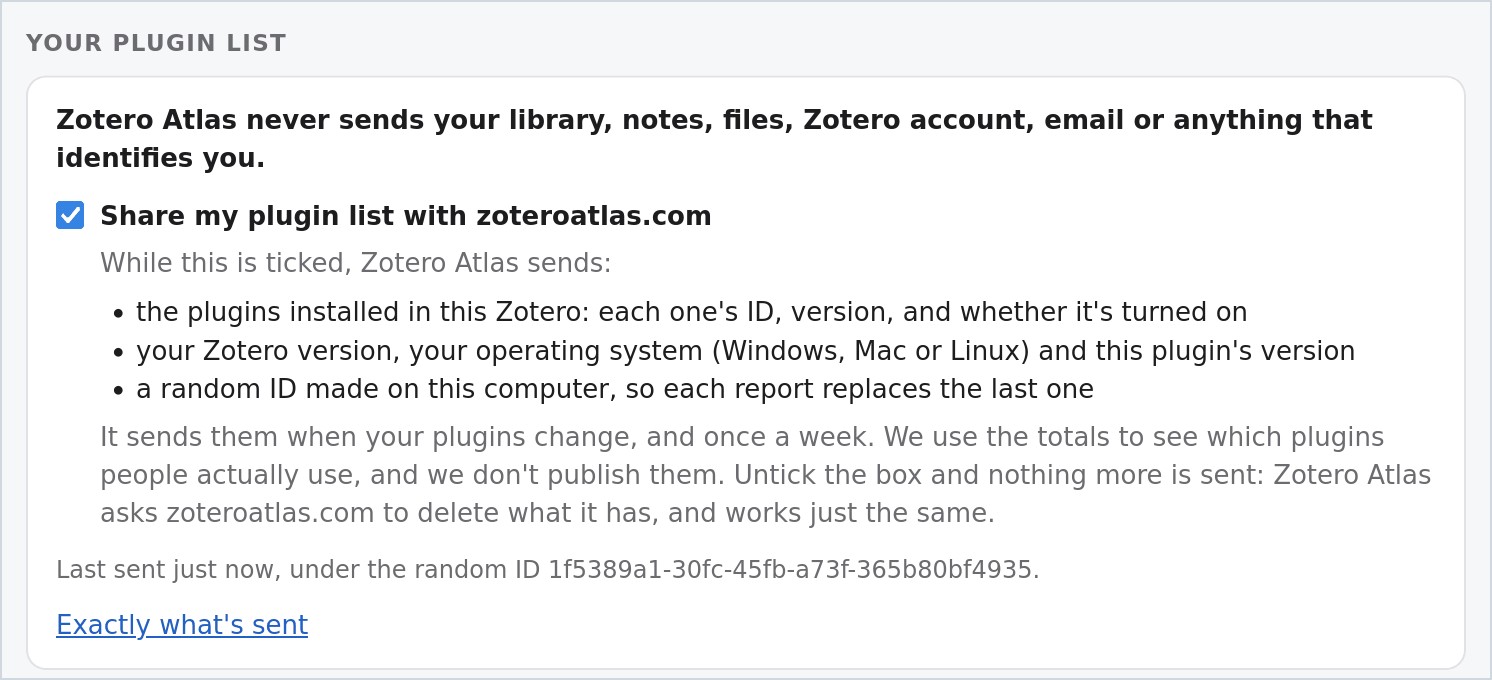 YOUR PLUGIN LIST
Zotero Atlas never sends your library, notes, files, Zotero account, email or anything that
identifies you.
Share my plugin list with zoteroatlas.com
While this is ticked, Zotero Atlas sends:
• the plugins installed in this Zotero: each one's ID, version, and whether it's turned on
• your Zotero version, your operating system (Windows, Mac or Linux) and this plugin's version
• a random ID made on this computer, so each report replaces the last one
It sends them when your plugins change, and once a week. We use the totals to see which plugins
people actually use, and we don't publish them. Untick the box and nothing more is sent: Zotero Atlas
asks zoteroatlas.com to delete what it has, and works just the same.
Last sent just now, under the random ID 1f5389a1-30fc-45fb-a73f-365b80bf4935.
Exactly what's sent